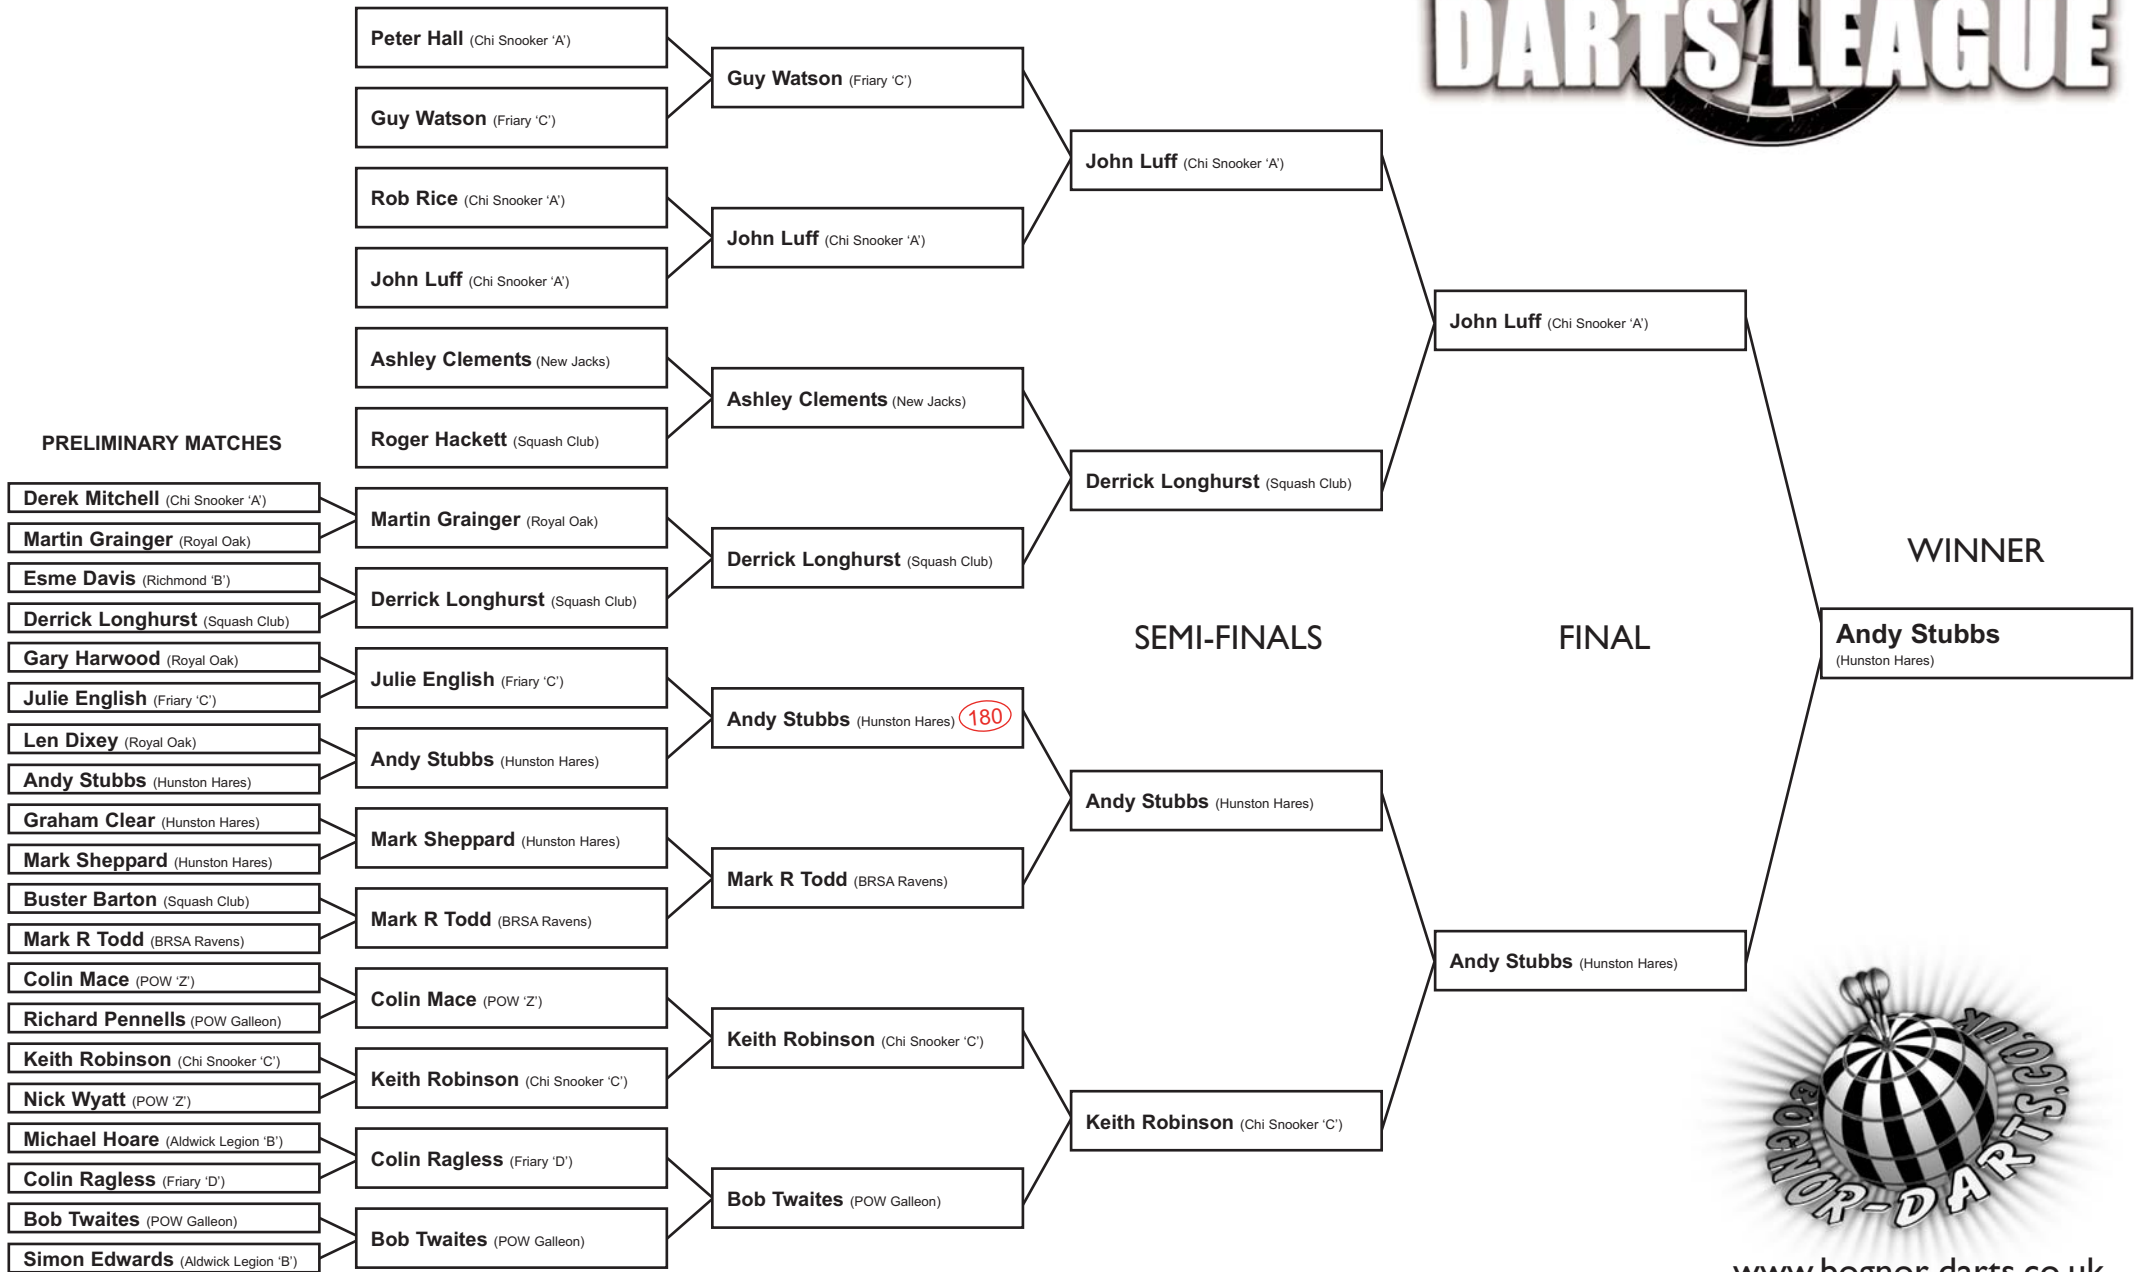 DARTS LEAGUE
PRELIMINARY MATCHES
Derek Mitchell (Chi Snooker ‘A’)
Martin Grainger (Royal Oak)
Esme Davis (Richmond ‘B’)
Derrick Longhurst (Squash Club)
Gary Harwood (Royal Oak)
Julie English (Friary ‘C’)
Len Dixey (Royal Oak)
Andy Stubbs (Hunston Hares)
Graham Clear (Hunston Hares)
Mark Sheppard (Hunston Hares)
Buster Barton (Squash Club)
Mark R Todd (BRSA Ravens)
Colin Mace (POW ‘Z’)
Richard Pennells (POW Galleon)
Keith Robinson (Chi Snooker ‘C’)
Nick Wyatt (POW ‘Z’)
Michael Hoare (Aldwick Legion ‘B’)
Colin Ragless (Friary ‘D’)
Bob Twaites (POW Galleon)
Simon Edwards (Aldwick Legion ‘B’)
Peter Hall (Chi Snooker ‘A’)
Guy Watson (Friary ‘C’)
Rob Rice (Chi Snooker ‘A’)
John Luff (Chi Snooker ‘A’)
Ashley Clements (New Jacks)
Roger Hackett (Squash Club)
Martin Grainger (Royal Oak)
Derrick Longhurst (Squash Club)
Julie English (Friary ‘C’)
Andy Stubbs (Hunston Hares)
Mark Sheppard (Hunston Hares)
Mark R Todd (BRSA Ravens)
Colin Mace (POW ‘Z’)
Keith Robinson (Chi Snooker ‘C’)
Colin Ragless (Friary ‘D’)
Bob Twaites (POW Galleon)
Guy Watson (Friary ‘C’)
John Luff (Chi Snooker ‘A’)
Ashley Clements (New Jacks)
Derrick Longhurst (Squash Club)
Andy Stubbs (Hunston Hares) 180
Mark R Todd (BRSA Ravens)
Keith Robinson (Chi Snooker ‘C’)
Bob Twaites (POW Galleon)
John Luff (Chi Snooker ‘A’)
Derrick Longhurst (Squash Club)
SEMI-FINALS
Andy Stubbs (Hunston Hares)
Keith Robinson (Chi Snooker ‘C’)
John Luff (Chi Snooker ‘A’)
FINAL
Andy Stubbs (Hunston Hares)
WINNER
Andy Stubbs
(Hunston Hares)
BOGNOR-DARTS.CO.UK
www.bognor-darts.co.uk